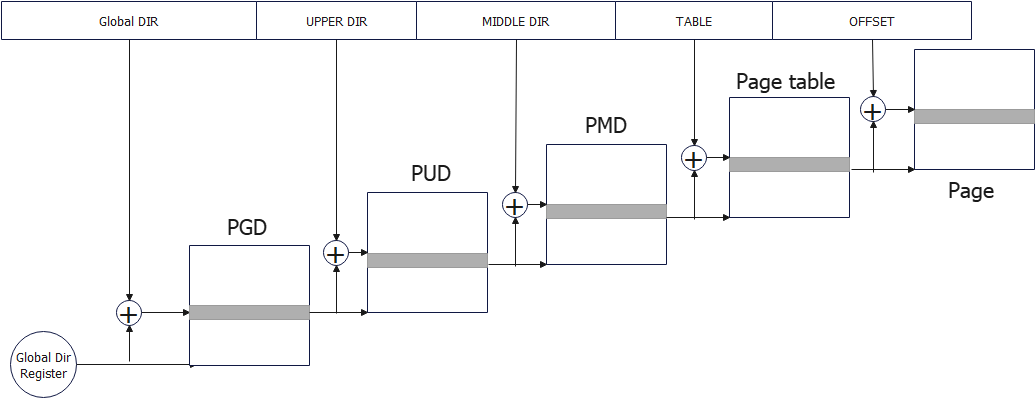 Global DIR
UPPER DIR
MIDDLE DIR
TABLE
OFFSET
Page table
PMD
PUD
Page
PGD
Global Dir
Register